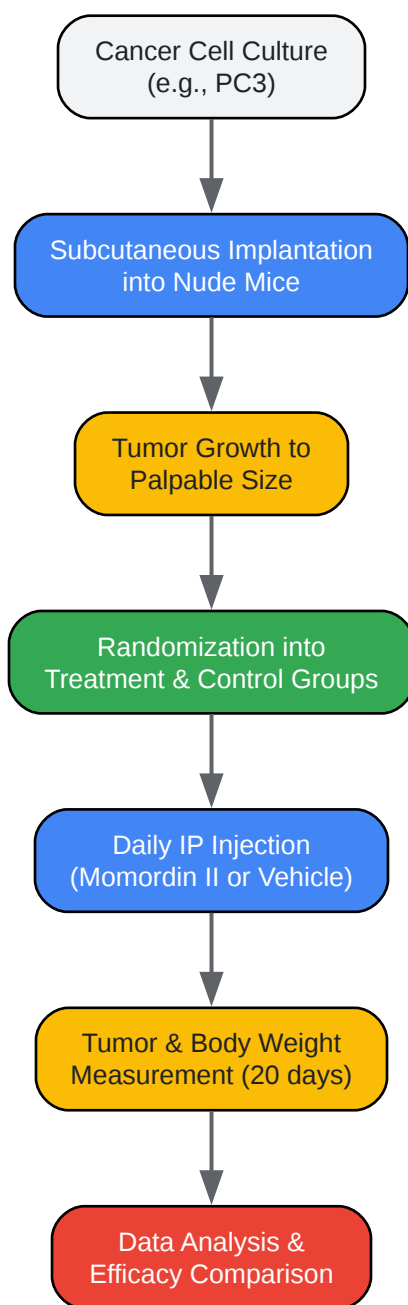 Cancer Cell Culture
(e.g., PC3)
Subcutaneous Implantation
into Nude Mice
Tumor Growth to
Palpable Size
Randomization into
Treatment & Control Groups
Daily IP Injection
(Momordin II or Vehicle)
Tumor & Body Weight
Measurement (20 days)
Data Analysis &
Efficacy Comparison